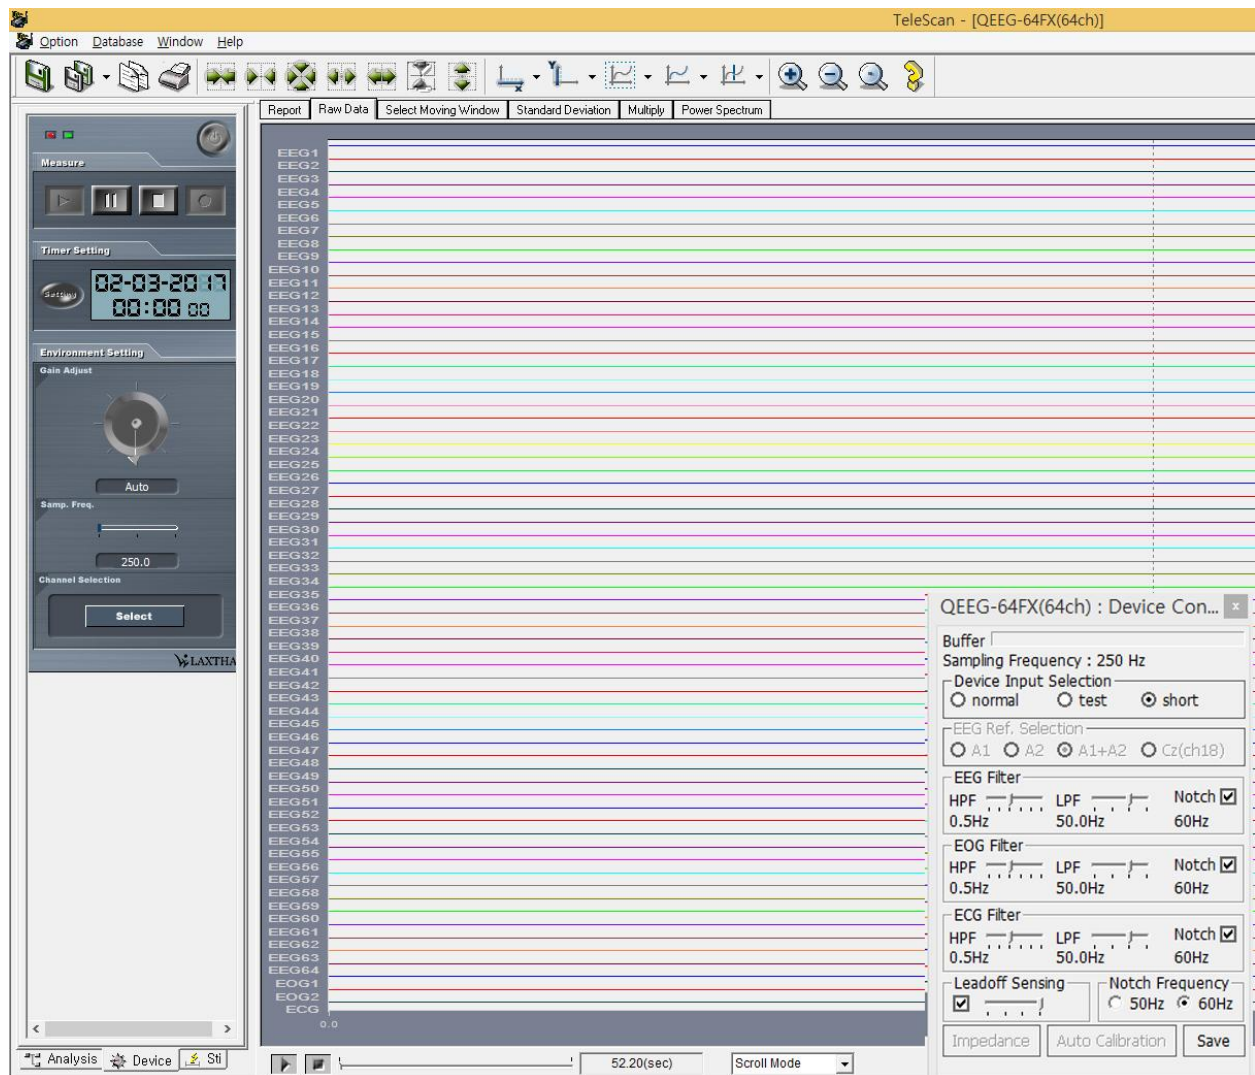 TeleScan - [QEEG-64FX(64ch)]
Option Database Window Help
Report Raw Data Select Moving Window Standard Deviation Multiply Power Spectrum
Measure
Timer Setting
Setting
02-03-2017
00:00 00
Environment Setting
Gain Adjust
Auto
Samp. Freq.
250.0
Channel Selection
Select
LAXTHA
EEG1
EEG2
EEG3
EEG4
EEG5
EEG6
EEG7
EEG8
EEG9
EEG10
EEG11
EEG12
EEG13
EEG14
EEG15
EEG16
EEG17
EEG18
EEG19
EEG20
EEG21
EEG22
EEG23
EEG24
EEG25
EEG26
EEG27
EEG28
EEG29
EEG30
EEG31
EEG32
EEG33
EEG34
EEG35
EEG36
EEG37
EEG38
EEG39
EEG40
EEG41
EEG42
EEG43
EEG44
EEG45
EEG46
EEG47
EEG48
EEG49
EEG50
EEG51
EEG52
EEG53
EEG54
EEG55
EEG56
EEG57
EEG58
EEG59
EEG60
EEG61
EEG62
EEG63
EEG64
EOG1
EOG2
ECG
0.0
QEEG-64FX(64ch) : Device Con... x
Buffer
Sampling Frequency : 250 Hz
Device Input Selection
normal test short
EEG Ref. Selection
A1 A2 A1+A2 Cz(ch18)
EEG Filter
HPF LPF Notch
0.5Hz 50.0Hz 60Hz
EOG Filter
HPF LPF Notch
0.5Hz 50.0Hz 60Hz
ECG Filter
HPF LPF Notch
0.5Hz 50.0Hz 60Hz
Leadoff Sensing Notch Frequency
50Hz 60Hz
Impedance Auto Calibration Save
Analysis Device Sti
52.20(sec) Scroll Mode